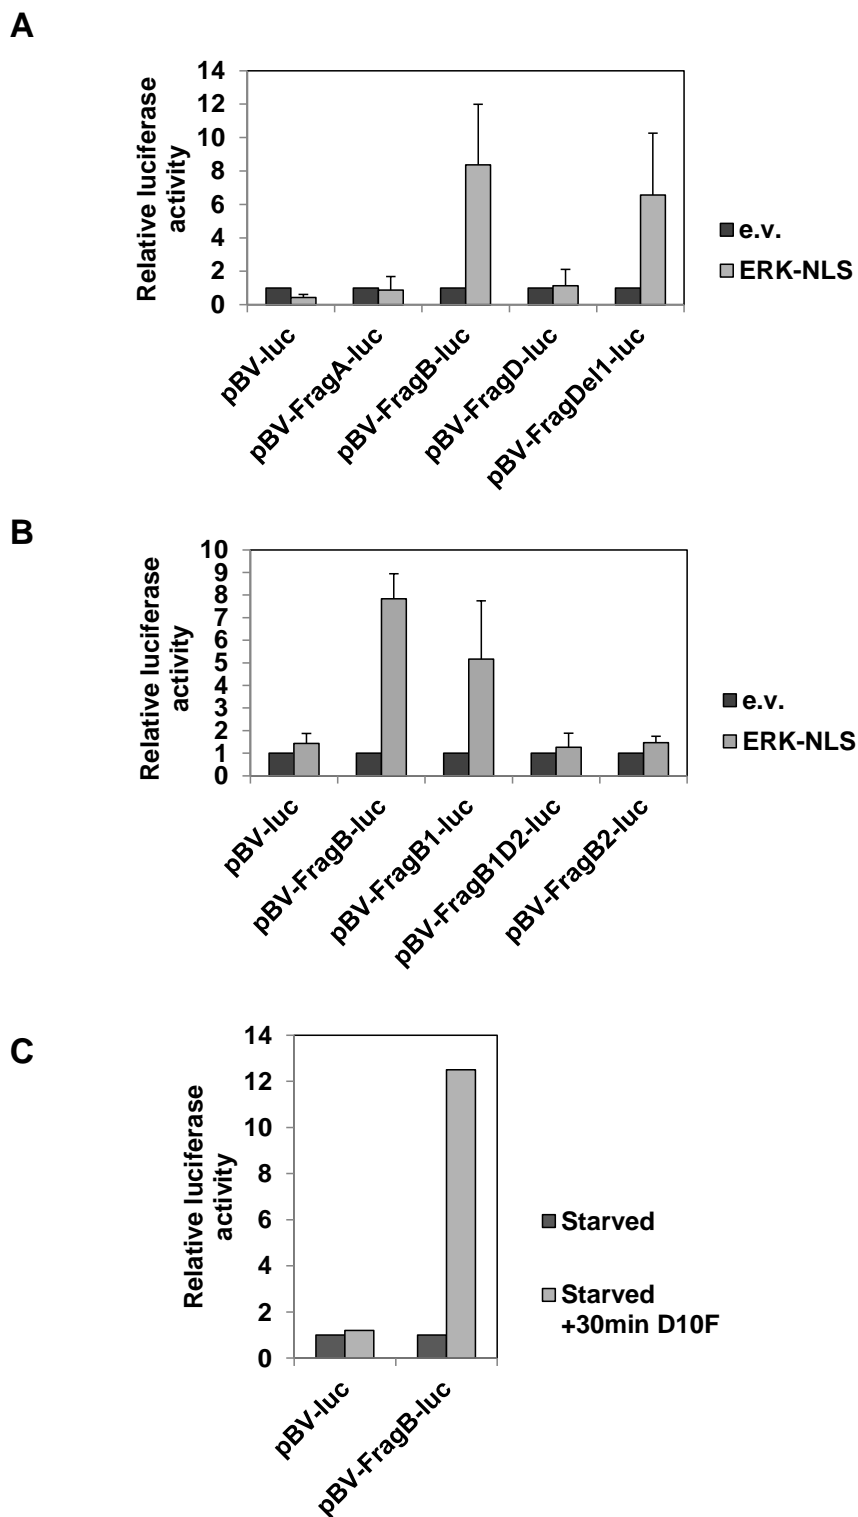 A
Relative luciferase
activity
14
12
10
8
6
4
2
0
e.v.
ERK-NLS
pBV-luc
pBV-FragA-luc
pBV-FragB-luc
pBV-FragD-luc
pBV-FragDel1-luc
B
Relative luciferase
activity
10
9
8
7
6
5
4
3
2
1
0
e.v.
ERK-NLS
pBV-luc
pBV-FragB-luc
pBV-FragB1-luc
pBV-FragB1D2-luc
pBV-FragB2-luc
C
Relative luciferase
activity
14
12
10
8
6
4
2
0
Starved
Starved
+30min D10F
pBV-luc
pBV-FragB-luc